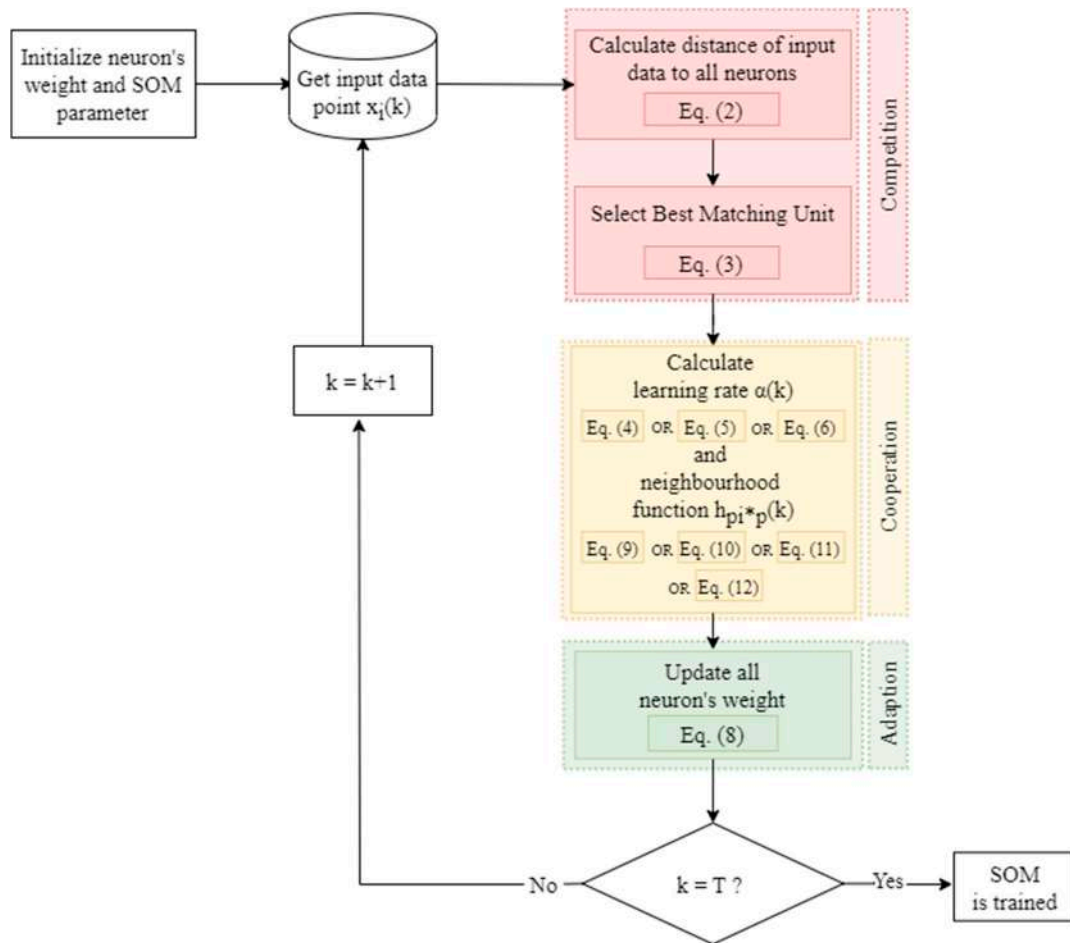 Initialize neuron's
weight and SOM
parameter
Get input data
point xᵢ(k)
Calculate distance of input
data to all neurons
Eq. (2)
Select Best Matching Unit
Eq. (3)
Competition
Calculate
learning rate α(k)
Eq. (4) OR Eq. (5) OR Eq. (6)
and
neighbourhood
function h_pi*p(k)
Eq. (9) OR Eq. (10) OR Eq. (11)
OR Eq. (12)
Cooperation
Update all
neuron's weight
Eq. (8)
Adaption
k = k+1
k = T ?
No
Yes
SOM
is trained